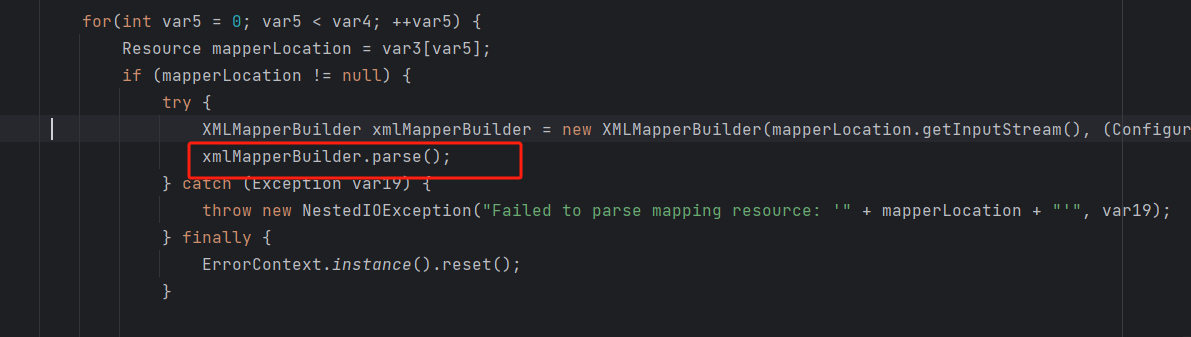 for(int var5 = 0; var5 < var4; ++var5) {
Resource mapperLocation = var3[var5];
if (mapperLocation != null) {
try {
XMLMapperBuilder xmlMapperBuilder = new XMLMapperBuilder(mapperLocation.getInputStream(), (Configur
xmlMapperBuilder.parse();
} catch (Exception var19) {
throw new NestedIOException("Failed to parse mapping resource: '" + mapperLocation + "'", var19);
} finally {
ErrorContext.instance().reset();
}